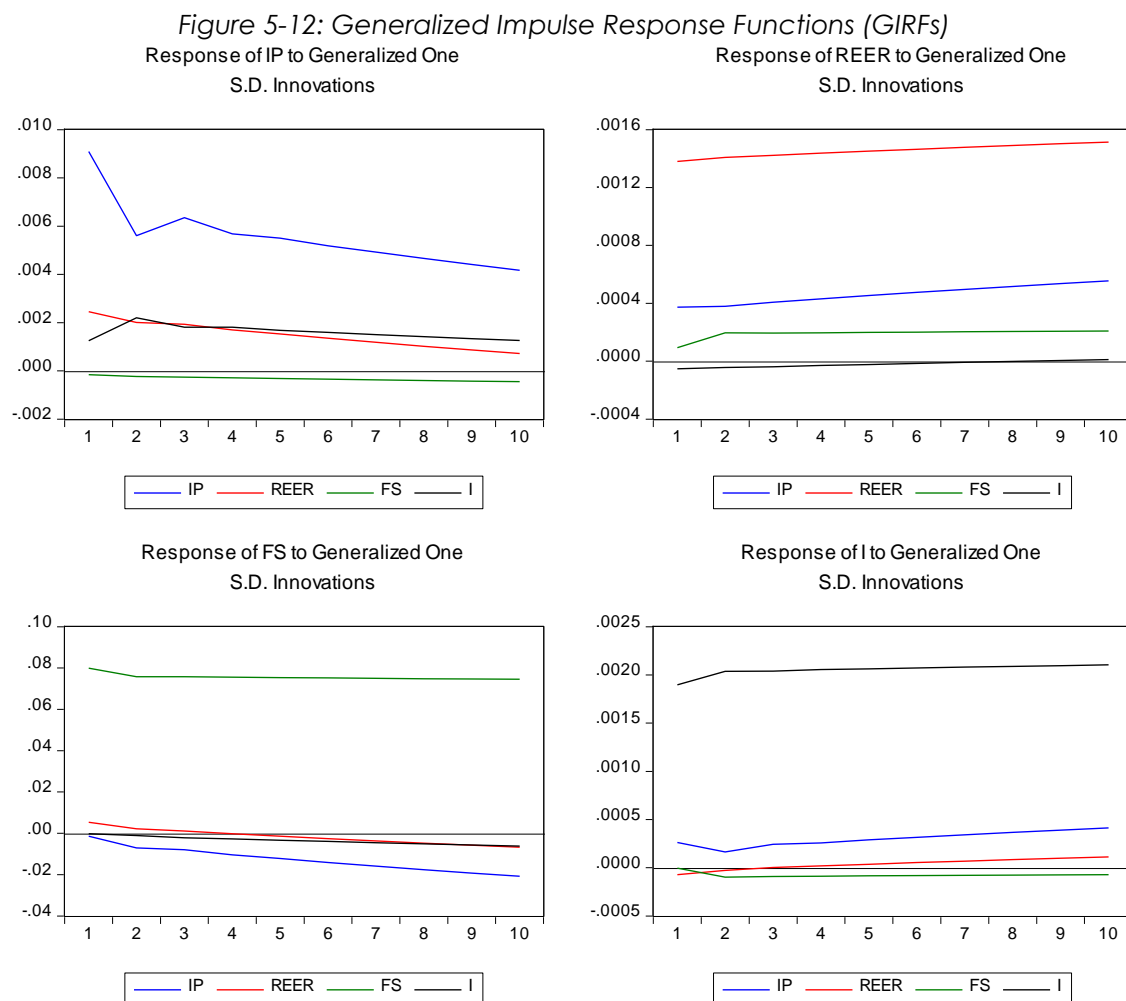 Figure 5-12: Generalized Impulse Response Functions (GIRFs)
Response of IP to Generalized One
S.D. Innovations
.010
.008
.006
.004
.002
.000
-.002
1 2 3 4 5 6 7 8 9 10
IP REER FS I
Response of REER to Generalized One
S.D. Innovations
.0016
.0012
.0008
.0004
.0000
-.0004
1 2 3 4 5 6 7 8 9 10
IP REER FS I
Response of FS to Generalized One
S.D. Innovations
.10
.08
.06
.04
.02
.00
-.02
-.04
1 2 3 4 5 6 7 8 9 10
IP REER FS I
Response of I to Generalized One
S.D. Innovations
.0025
.0020
.0015
.0010
.0005
.0000
-.0005
1 2 3 4 5 6 7 8 9 10
IP REER FS I